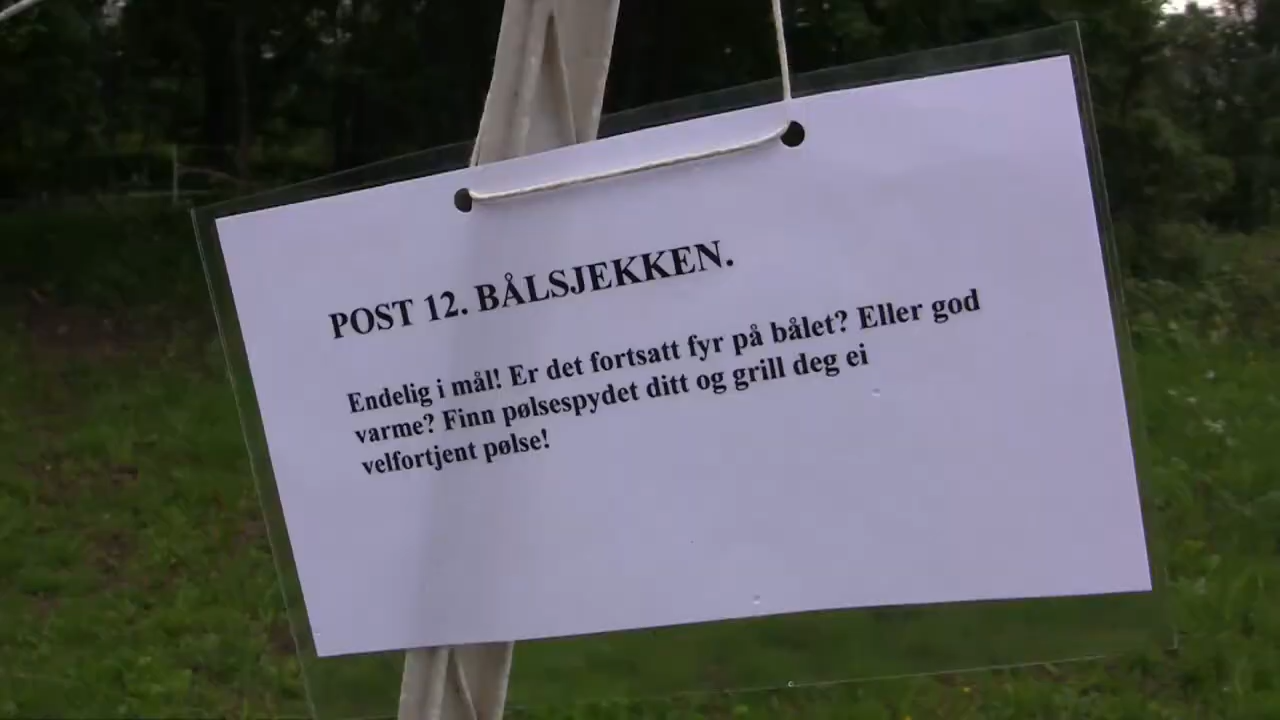 POST 12. BÅLSJEKKEN.
Endelig i mål! Er det fortsatt fyr på bålet? Eller god
varme? Finn pølsespydet ditt og grill deg ei
velfortjent pølse!